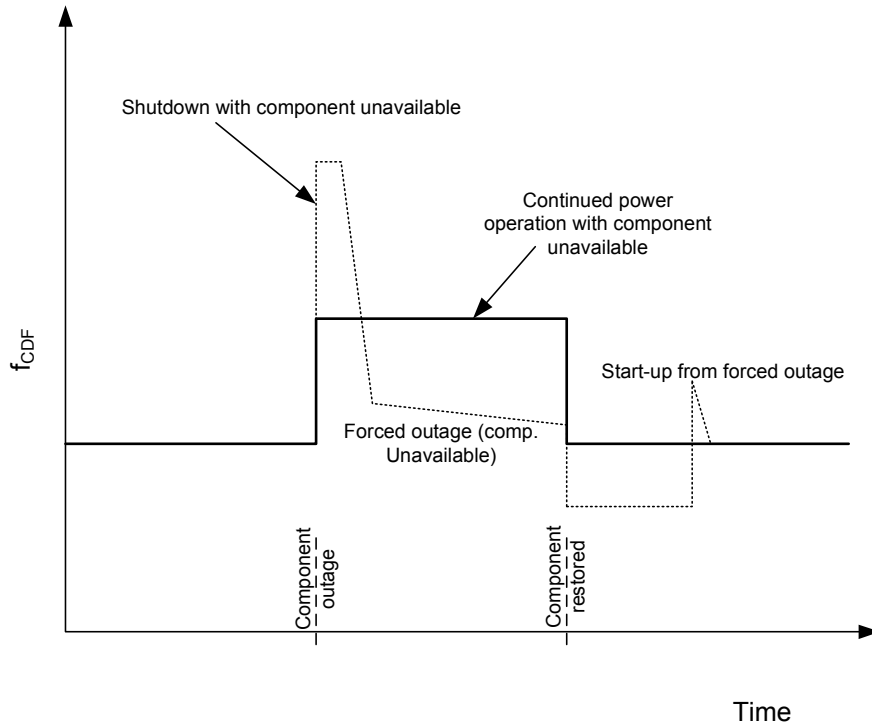 Shutdown with component unavailable
Continued power
operation with component
unavailable
fCDF
Start-up from forced outage
Forced outage (comp.
Unavailable)
Component
outage
Component
restored
Time